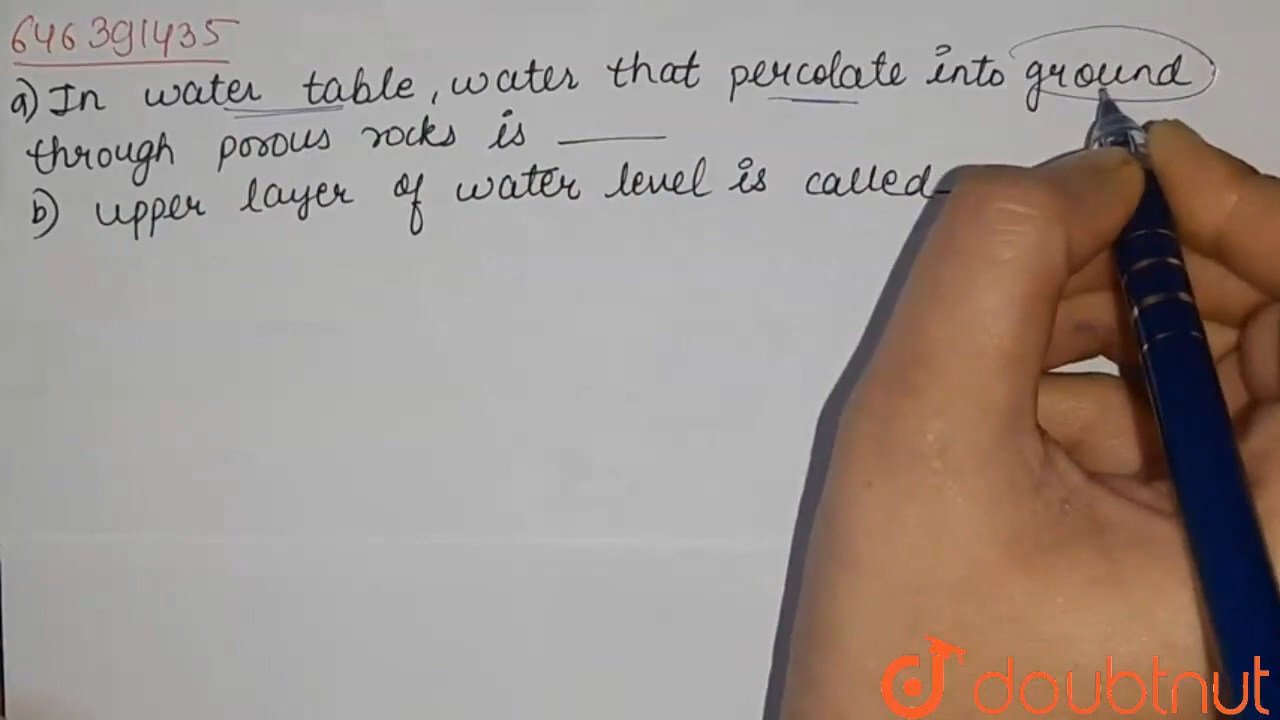 646391435
a) In water table, water that percolate into ground
through porous rocks is ____
b) upper layer of water level is called-
doubtnut